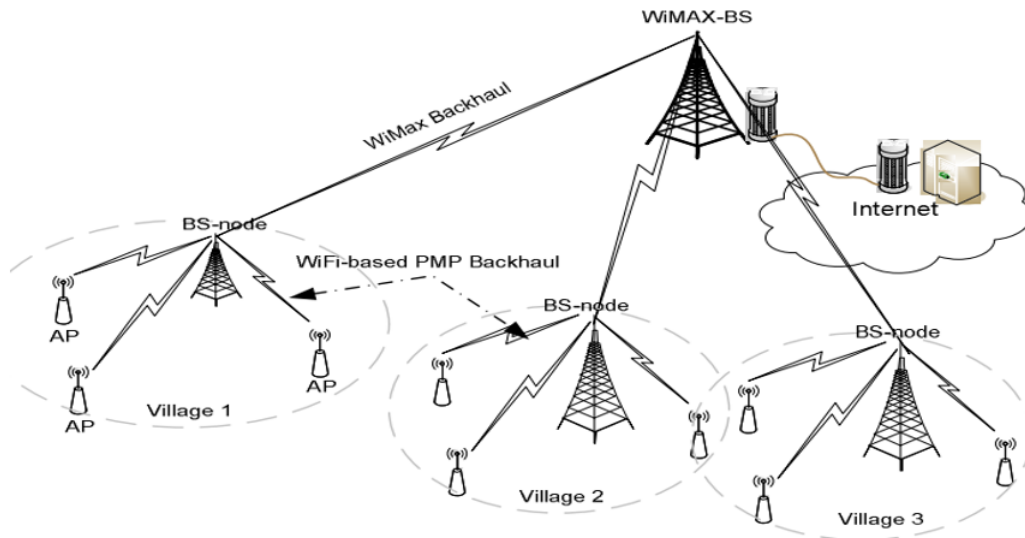 WiMAX-BS
WiMax Backhaul
Internet
BS-node
WiFi-based PMP Backhaul
AP
AP
AP
Village 1
BS-node
Village 2
BS-node
Village 3